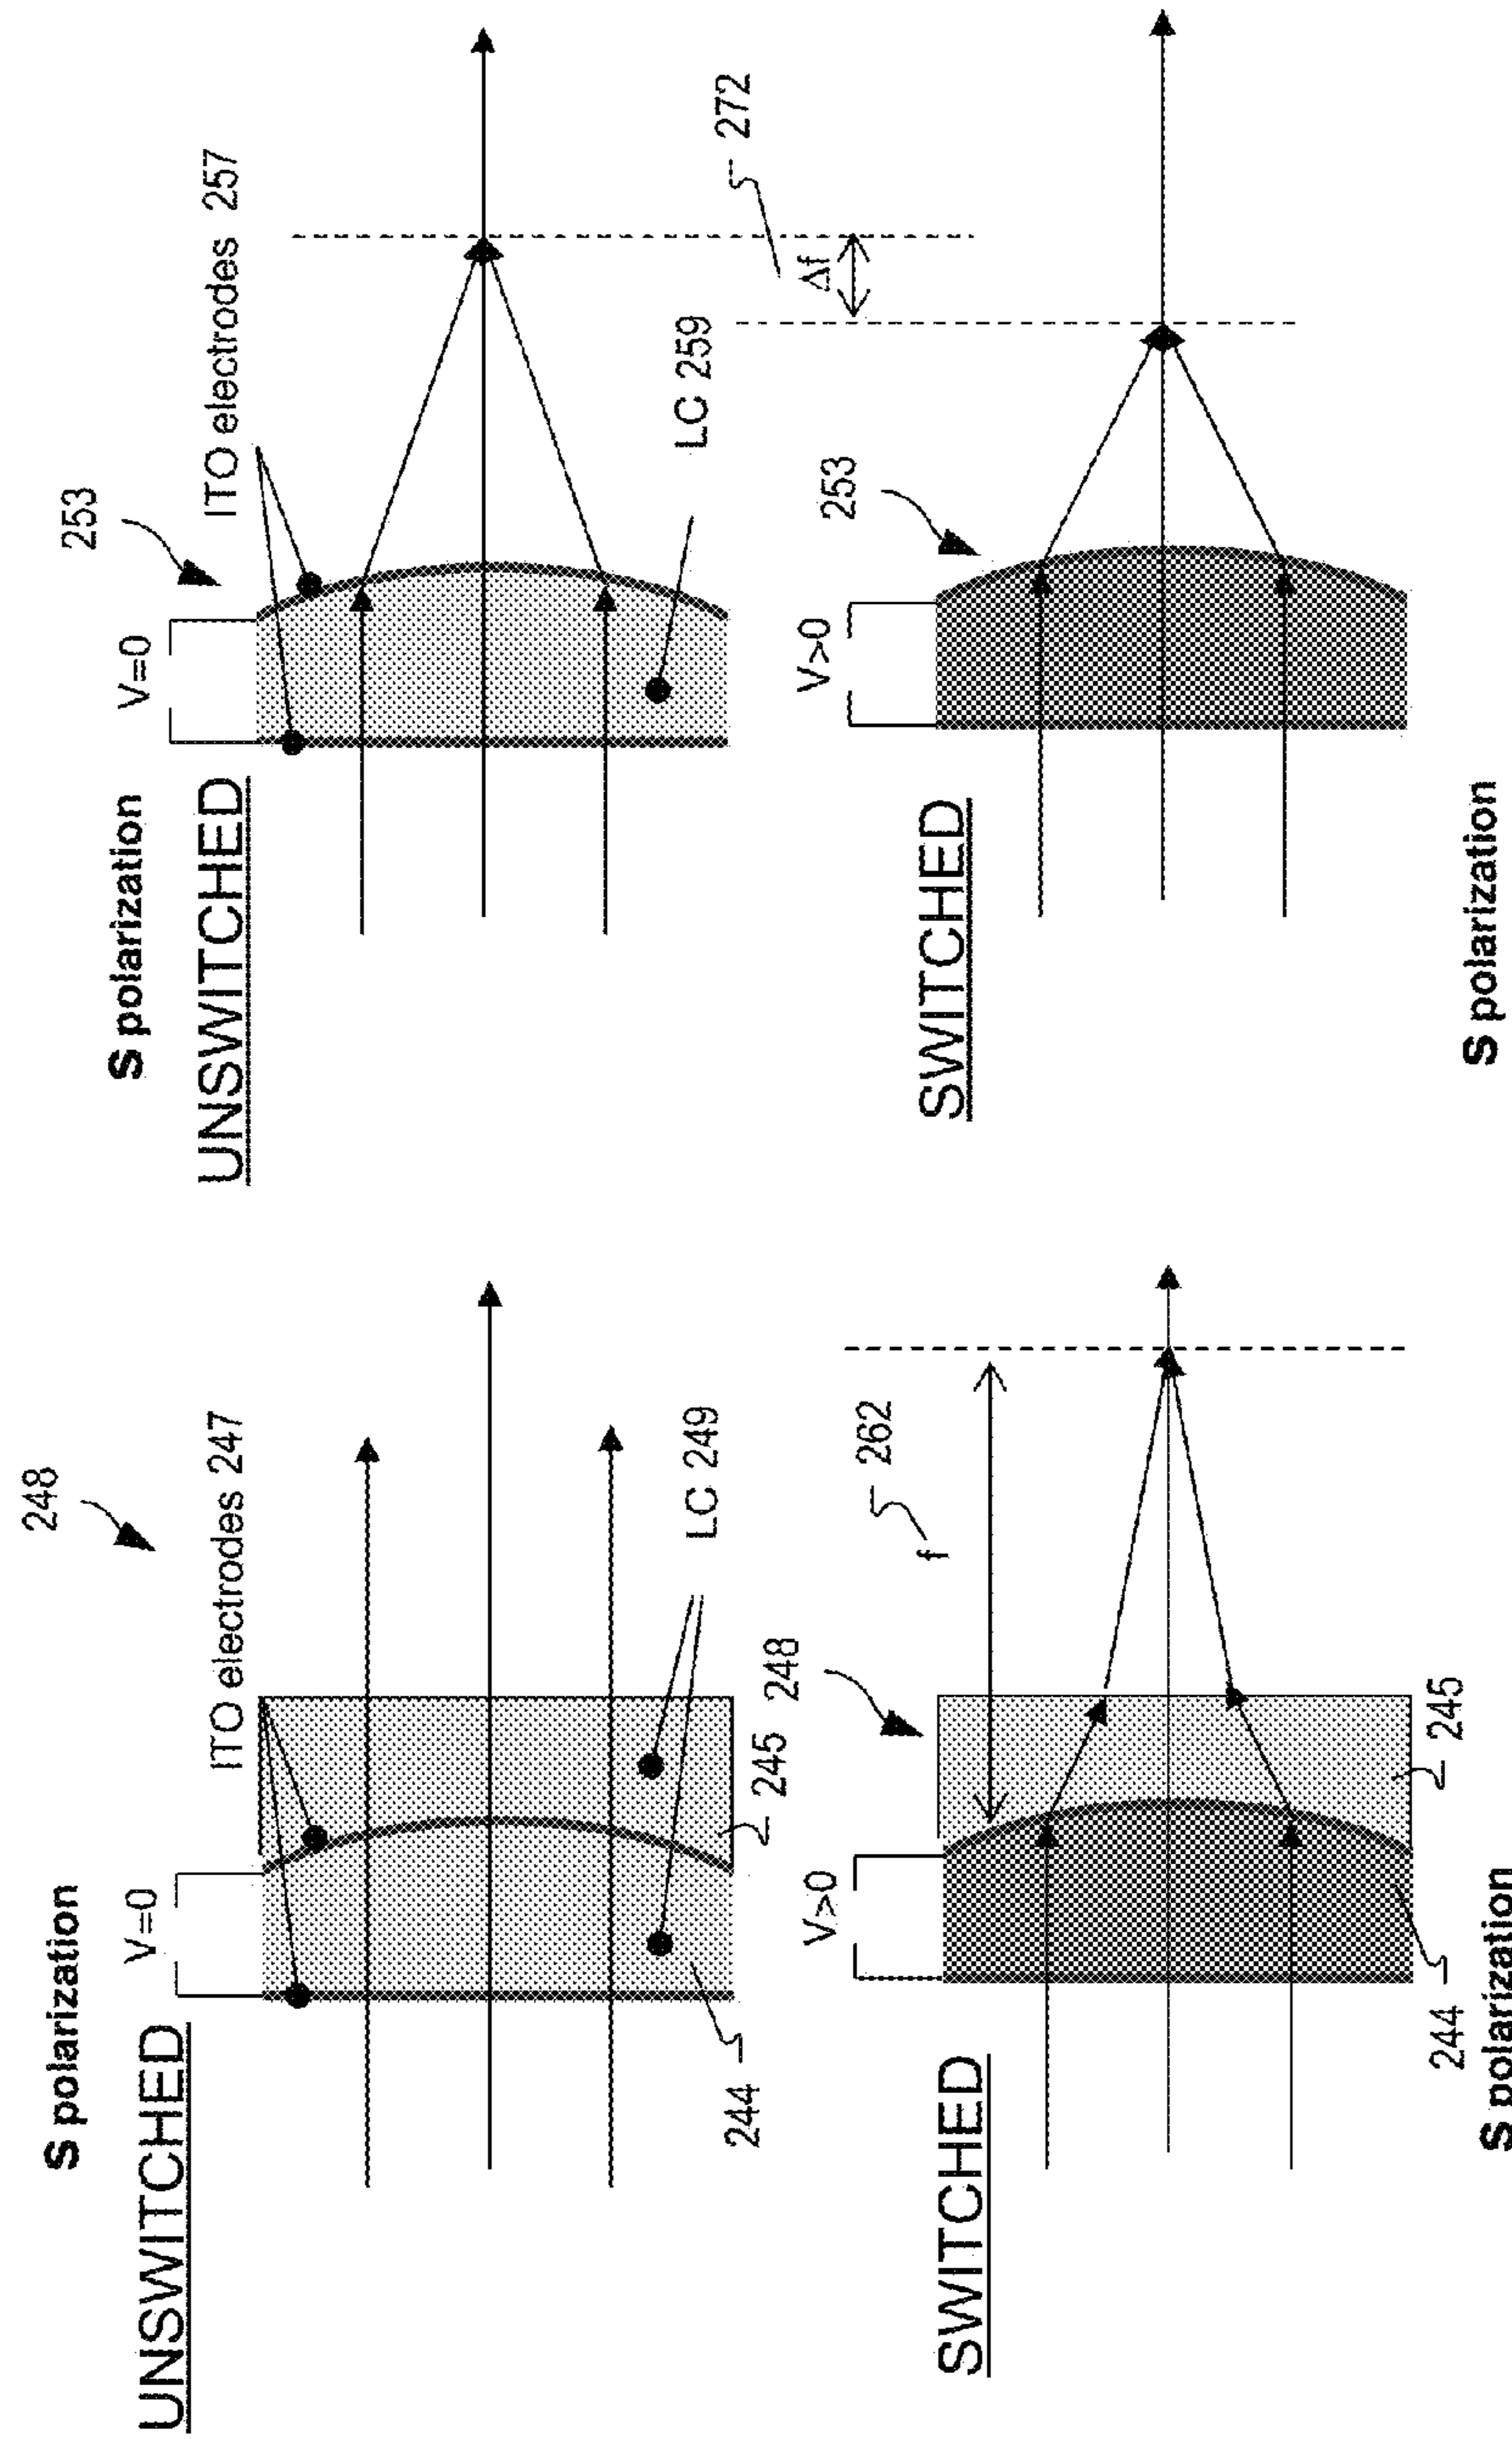 S polarization
UNSWITCHED
V=0
ITO electrodes 247
248
LC 249
244
245
SWITCHED
V>0
248
f
262
244
245
S polarization
S polarization
UNSWITCHED
V=0
253
ITO electrodes 257
LC 259
Δf
272
SWITCHED
V>0
253
S polarization